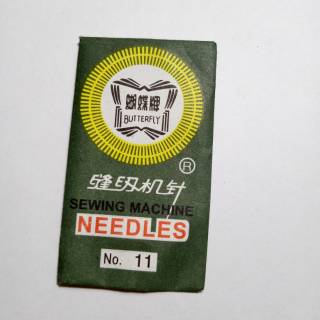 蝴蝶牌
BUTTERFLY
®
缝纫机针
SEWING MACHINE
NEEDLES
No. 11